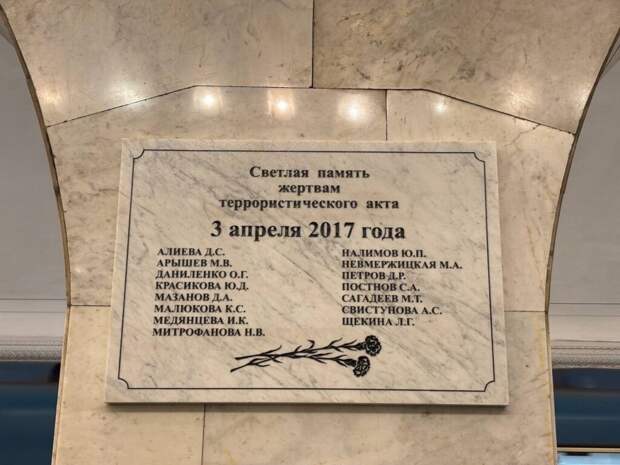 Светлая память
жертвам
террористического акта
3 апреля 2017 года
АЛИЕВА Д.С.
АРЫШЕВ М.В.
ДАНИЛЕНКО О.Г.
КРАСИКОВА Ю.Д.
МАЗАНОВ Д.А.
МАЛЮКОВА К.С.
МЕДЯНЦЕВА И.К.
МИТРОФАНОВА Н.В.
НАЛИМОВ Ю.П.
НЕВМЕРЖИЦКАЯ М.А.
ПЕТРОВ Д.Р.
ПОСТНОВ С.А.
САГАДЕЕВ М.Т.
СВИСТУНОВА А.С.
ЩЕКИНА Л.Г.